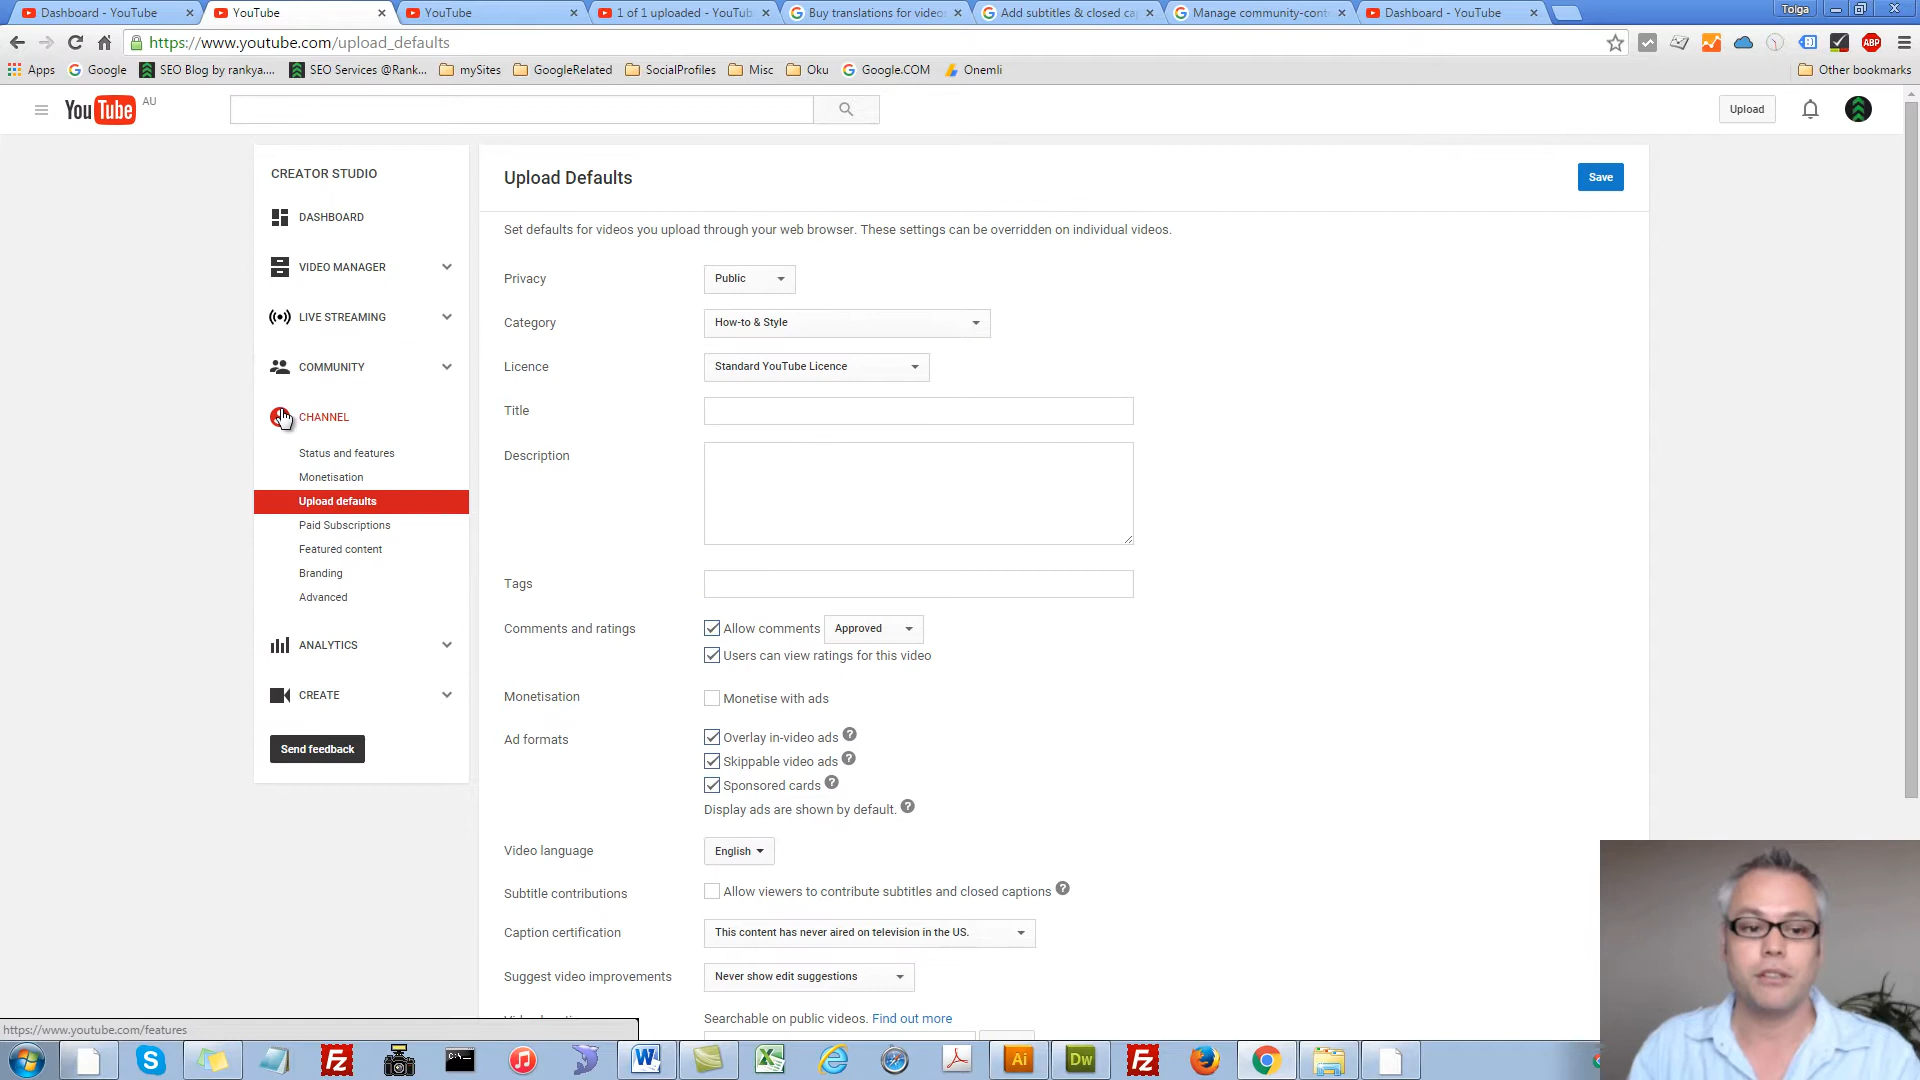 Dashboard - YouTube
YouTube
YouTube
1 of 1 uploaded - YouTub
Buy translations for video
Add subtitles & closed ca
Manage community-cont
Dashboard - YouTube
Tolga
https://www.youtube.com/upload_defaults
ABP
Apps
Google
SEO Blog by rankya....
SEO Services @Rank...
mySites
GoogleRelated
SocialProfiles
Misc
Oku
Google.COM
Onemli
Other bookmarks
YouTube AU
Upload
CREATOR STUDIO
DASHBOARD
VIDEO MANAGER
LIVE STREAMING
COMMUNITY
CHANNEL
Status and features
Monetisation
Upload defaults
Paid Subscriptions
Featured content
Branding
Advanced
ANALYTICS
CREATE
Send feedback
Upload Defaults
Save
Set defaults for videos you upload through your web browser. These settings can be overridden on individual videos.
Privacy Public
Category How-to & Style
Licence Standard YouTube Licence
Title
Description
Tags
Comments and ratings Allow comments Approved
Users can view ratings for this video
Monetisation Monetise with ads
Ad formats Overlay in-video ads ?
Skippable video ads ?
Sponsored cards ?
Display ads are shown by default. ?
Video language English
Subtitle contributions Allow viewers to contribute subtitles and closed captions ?
Caption certification This content has never aired on television in the US.
Suggest video improvements Never show edit suggestions
Searchable on public videos. Find out more
https://www.youtube.com/features
Fz
C:\
W
X
Ai
Dw
Fz